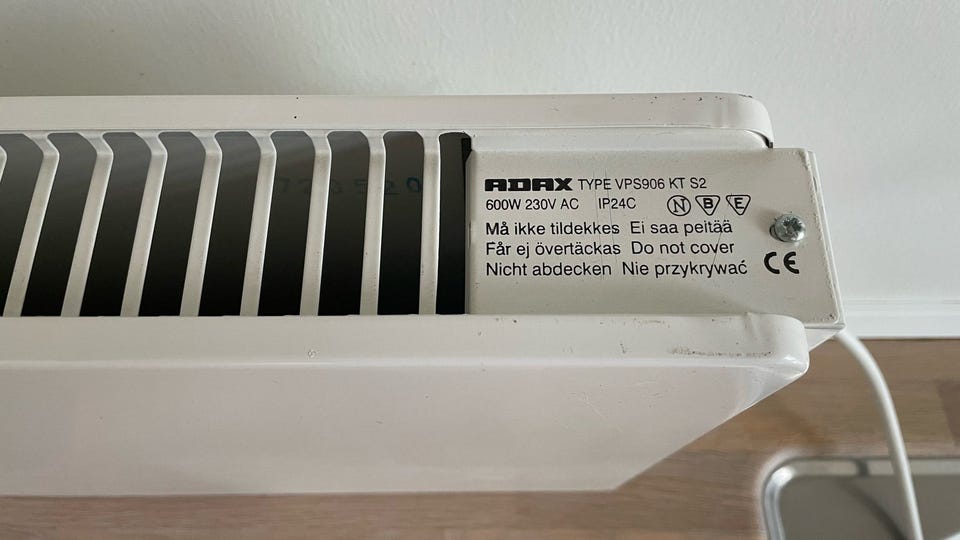 ADAX TYPE VPS906 KT S2
600W 230V AC IP24C N B E
Må ikke tildekkes Ei saa peitää
Får ej övertäckas Do not cover
Nicht abdecken Nie przykrywać CE